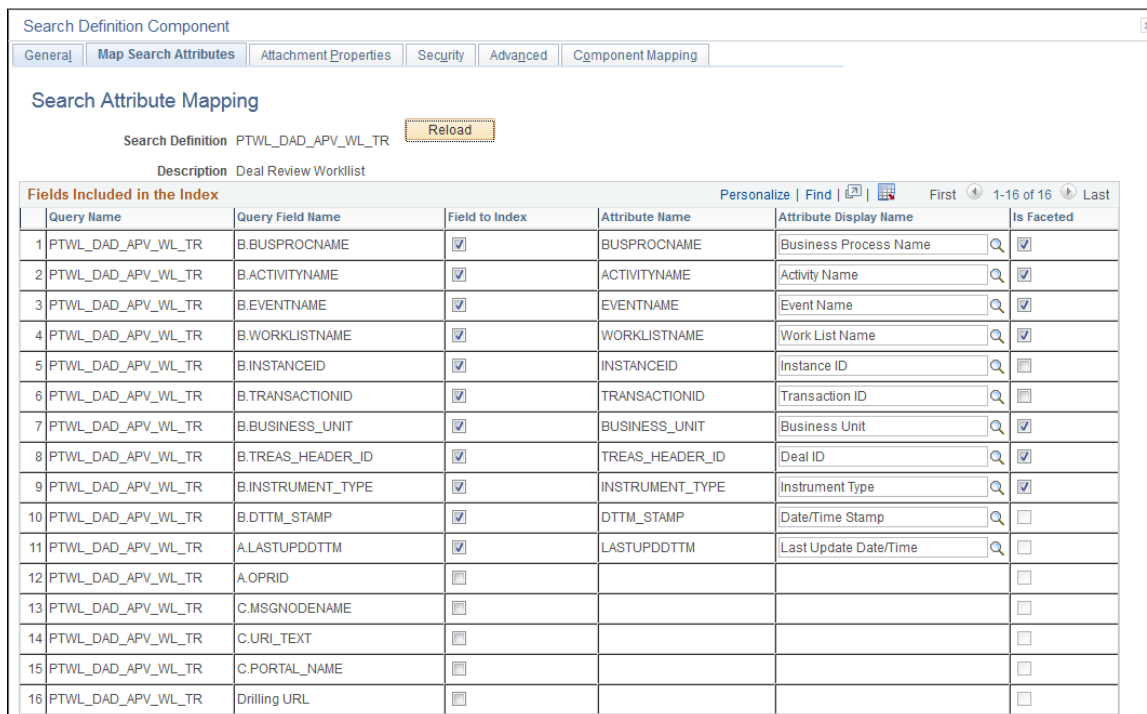 Search Definition Component
General Map Search Attributes Attachment Properties Security Advanced Component Mapping
Search Attribute Mapping
Search Definition PTWL_DAD_APV_WL_TR Reload
Description Deal Review Workllist
Fields Included in the Index Personalize | Find | First 1-16 of 16 Last
Query Name Query Field Name Field to Index Attribute Name Attribute Display Name Is Faceted
1 PTWL_DAD_APV_WL_TR B.BUSPROCNAME BUSPROCNAME Business Process Name
2 PTWL_DAD_APV_WL_TR B.ACTIVITYNAME ACTIVITYNAME Activity Name
3 PTWL_DAD_APV_WL_TR B.EVENTNAME EVENTNAME Event Name
4 PTWL_DAD_APV_WL_TR B.WORKLISTNAME WORKLISTNAME Work List Name
5 PTWL_DAD_APV_WL_TR B.INSTANCEID INSTANCEID Instance ID
6 PTWL_DAD_APV_WL_TR B.TRANSACTIONID TRANSACTIONID Transaction ID
7 PTWL_DAD_APV_WL_TR B.BUSINESS_UNIT BUSINESS_UNIT Business Unit
8 PTWL_DAD_APV_WL_TR B.TREAS_HEADER_ID TREAS_HEADER_ID Deal ID
9 PTWL_DAD_APV_WL_TR B.INSTRUMENT_TYPE INSTRUMENT_TYPE Instrument Type
10 PTWL_DAD_APV_WL_TR B.DTTM_STAMP DTTM_STAMP Date/Time Stamp
11 PTWL_DAD_APV_WL_TR A.LASTUPDDTTM LASTUPDDTTM Last Update Date/Time
12 PTWL_DAD_APV_WL_TR A.OPRID
13 PTWL_DAD_APV_WL_TR C.MSGNODENAME
14 PTWL_DAD_APV_WL_TR C.URI_TEXT
15 PTWL_DAD_APV_WL_TR C.PORTAL_NAME
16 PTWL_DAD_APV_WL_TR Drilling URL